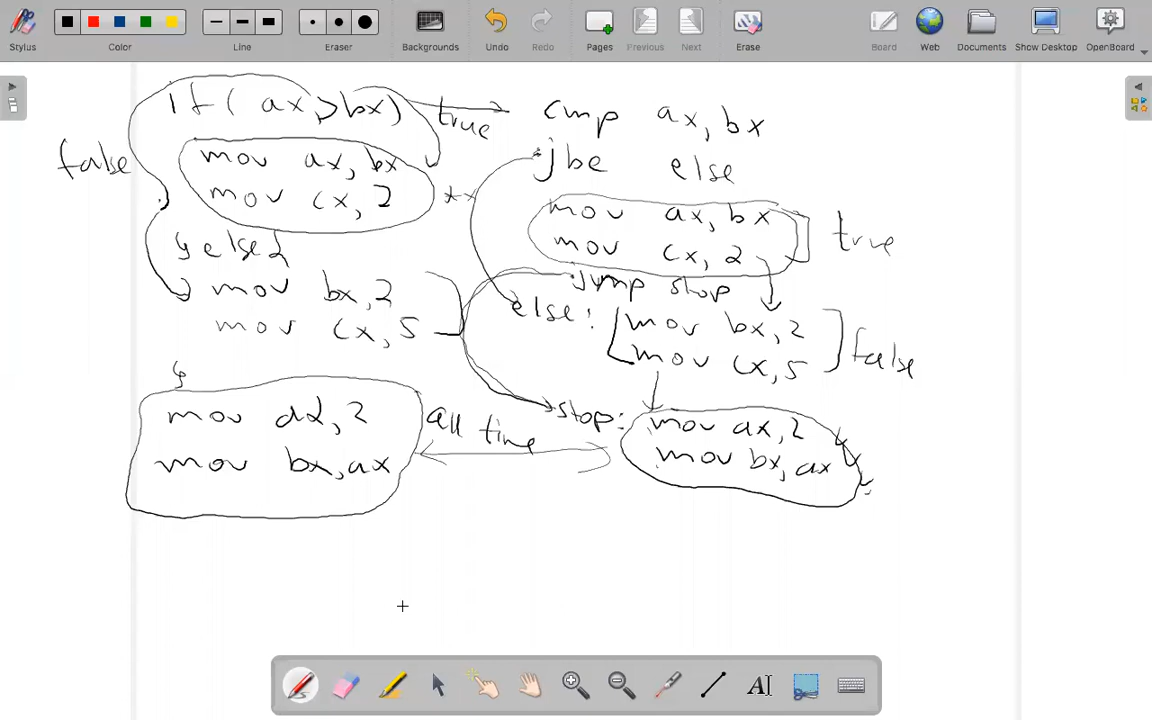 Stylus
Color
Line
Eraser
Backgrounds
Undo
Redo
Pages
Previous
Next
Erase
Board
Web
Documents
Show Desktop
OpenBoard
if( ax>bx) true
false
mov ax, bx
mov cx, 2 **
} else {
mov bx,2
mov cx,5
}
mov
mov bx,ax
all time
cmp ax, bx
jbe else
mov ax, bx
mov cx, 2
true
jump stop
else: mov bx,2
mov cx,5
false
stop: mov ax,2
mov bx, ax